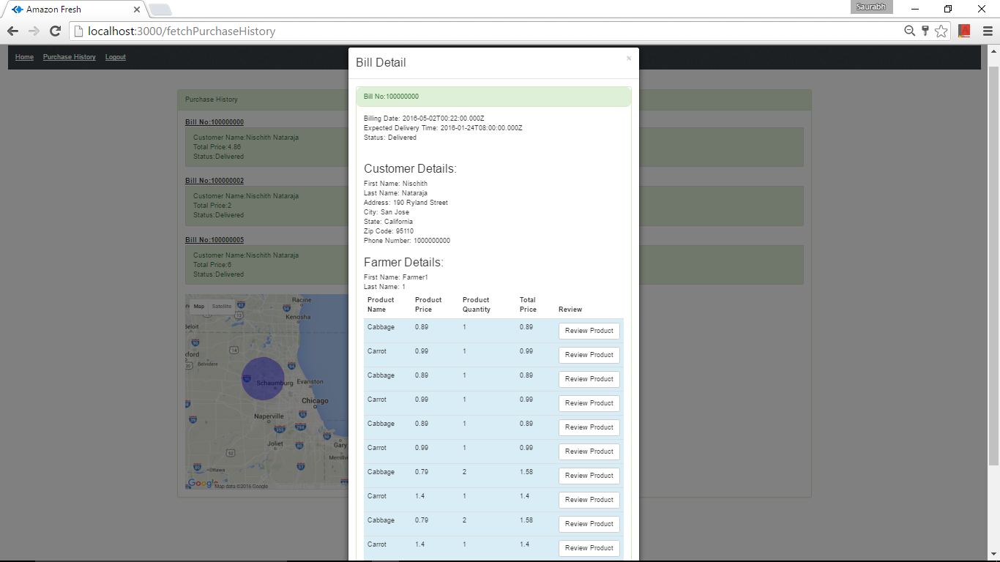 Amazon Fresh
Saurabh
localhost:3000/fetchPurchaseHistory
Home Purchase History Logout
Purchase History
Bill No:100000000
Customer Name:Nischith Nataraja
Total Price:4.86
Status:Delivered
Bill No:100000002
Customer Name:Nischith Nataraja
Total Price:2
Status:Delivered
Bill No:100000005
Customer Name:Nischith Nataraja
Total Price:6
Status:Delivered
Map Satellite
Racine
Kenosha
Beloit
Belvidere
Schaumburg
Evanston
Chicago
Naperville
Joliet
Gary
Ottawa
Google
Map data ©2016 Google
Bill Detail ×
Bill No:100000000
Billing Date: 2016-05-02T00:22:00.000Z
Expected Delivery Time: 2016-01-24T08:00:00.000Z
Status: Delivered
Customer Details:
First Name: Nischith
Last Name: Nataraja
Address: 190 Ryland Street
City: San Jose
State: California
Zip Code: 95110
Phone Number: 1000000000
Farmer Details:
First Name: Farmer1
Last Name: 1
Product Name Product Price Product Quantity Total Price Review
Cabbage 0.89 1 0.89 Review Product
Carrot 0.99 1 0.99 Review Product
Cabbage 0.89 1 0.89 Review Product
Carrot 0.99 1 0.99 Review Product
Cabbage 0.89 1 0.89 Review Product
Carrot 0.99 1 0.99 Review Product
Cabbage 0.79 2 1.58 Review Product
Carrot 1.4 1 1.4 Review Product
Cabbage 0.79 2 1.58 Review Product
Carrot 1.4 1 1.4 Review Product